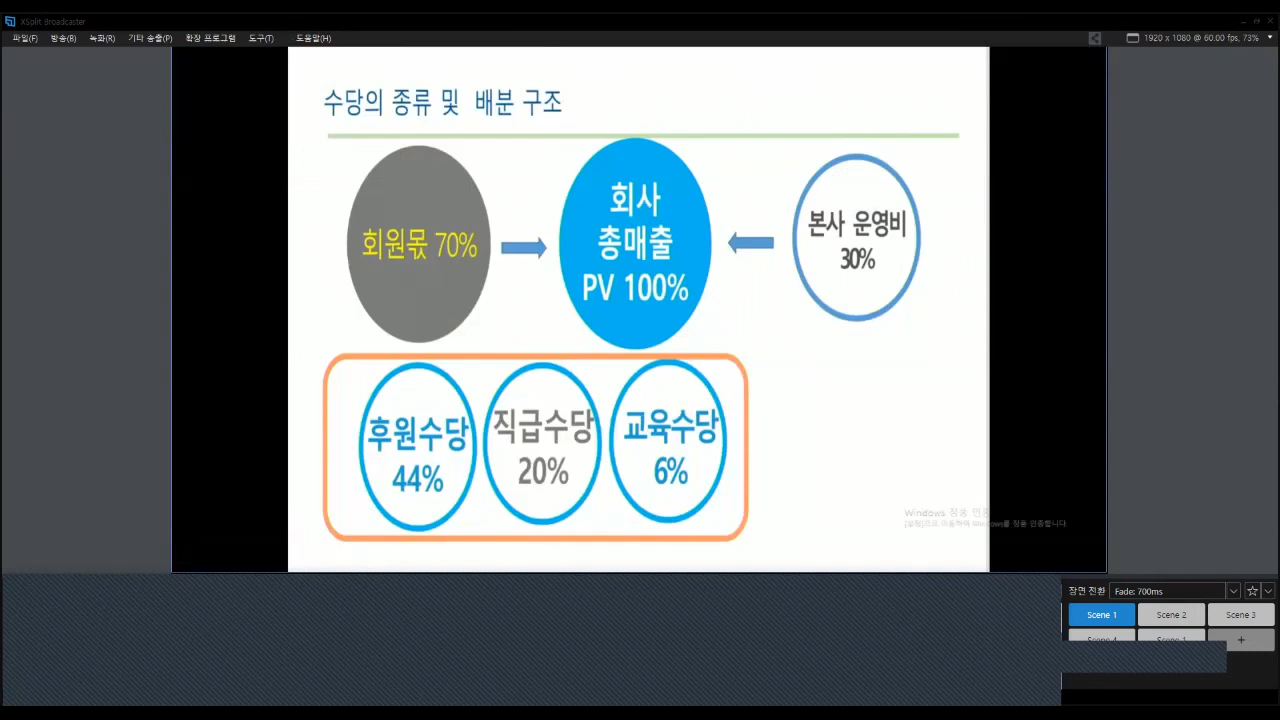 XSplit Broadcaster
파일(F) 방송(B) 녹화(R) 기타 송출(P) 확장 프로그램 도구(T) 도움말(H)
1920 x 1080 @ 60.00 fps, 73%
수당의 종류 및 배분 구조
회원몫 70%
회사
총매출
PV 100%
본사 운영비
30%
후원수당
44%
직급수당
20%
교육수당
6%
Windows 정품 인증
장면 전환 Fade: 700ms
Scene 1 Scene 2 Scene 3